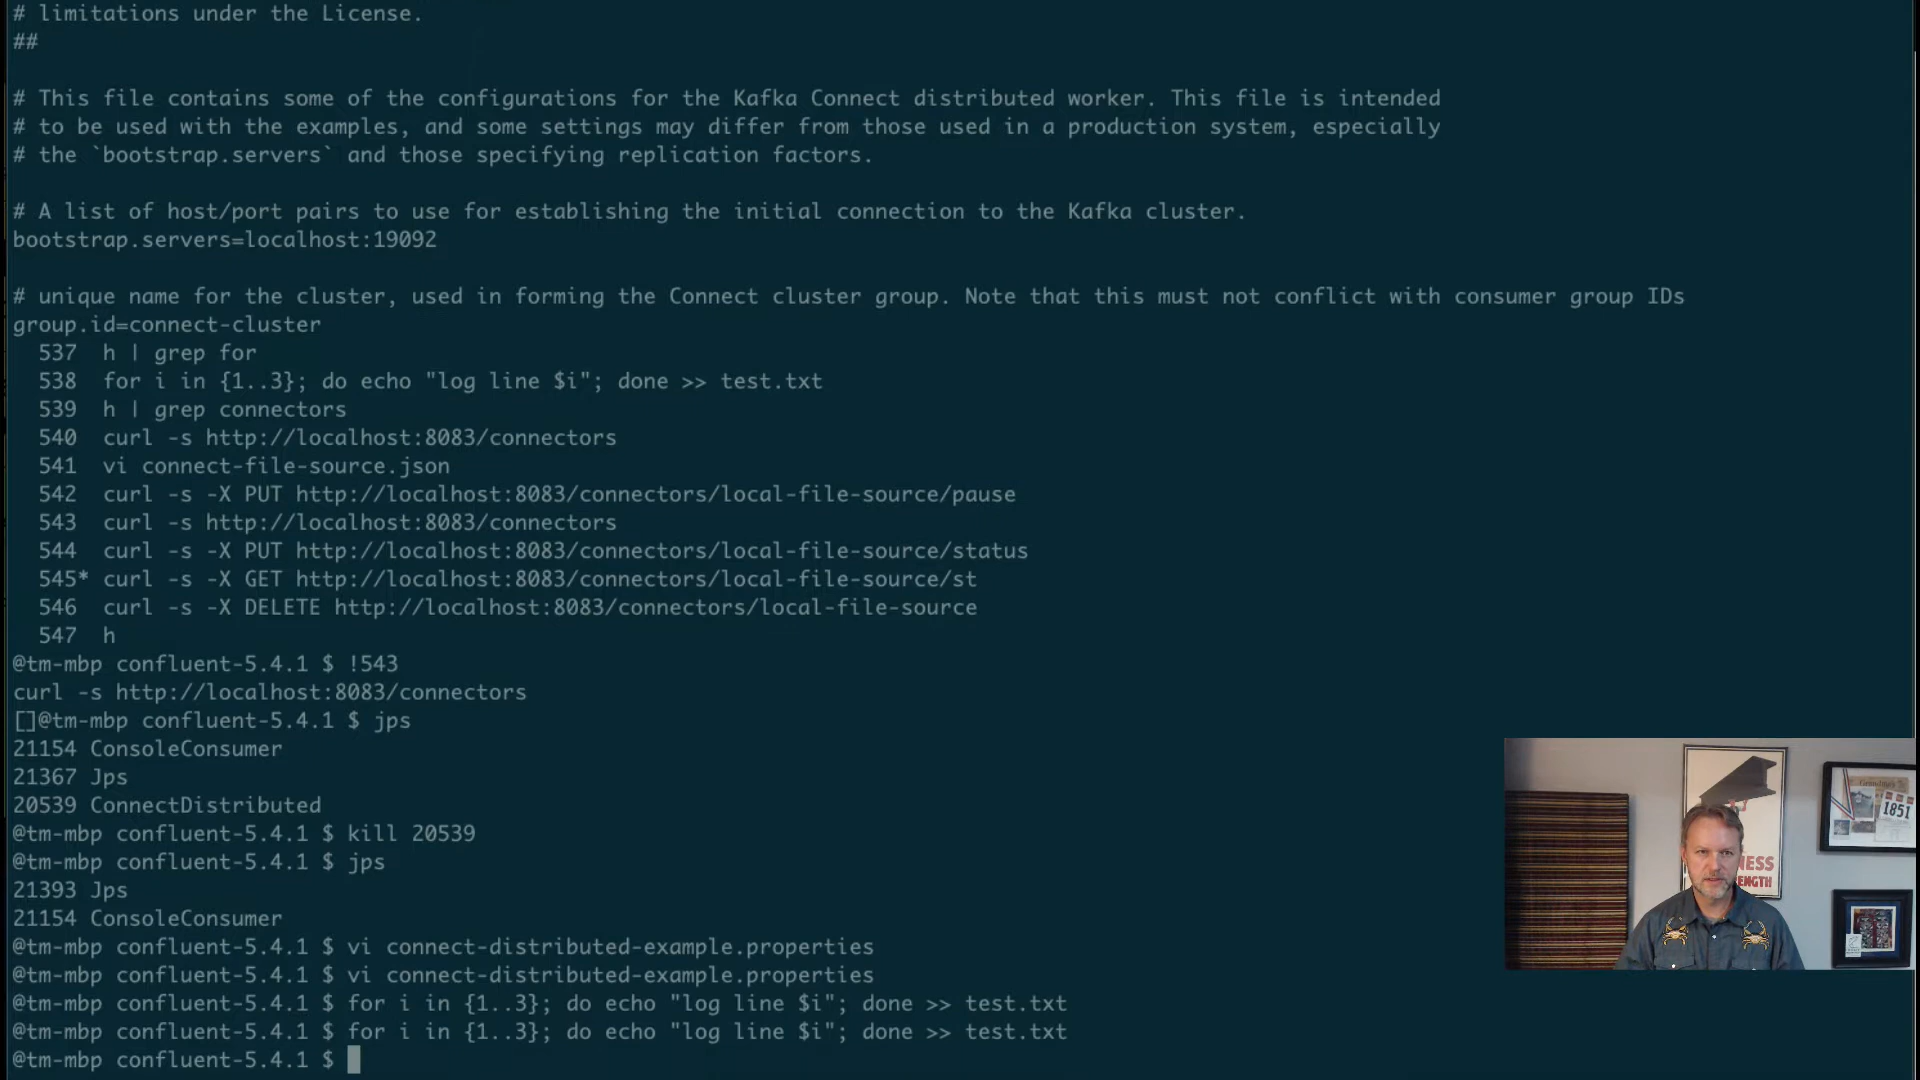 # limitations under the License.
##
# This file contains some of the configurations for the Kafka Connect distributed worker. This file is intended
# to be used with the examples, and some settings may differ from those used in a production system, especially
# the `bootstrap.servers` and those specifying replication factors.
# A list of host/port pairs to use for establishing the initial connection to the Kafka cluster.
bootstrap.servers=localhost:19092
# unique name for the cluster, used in forming the Connect cluster group. Note that this must not conflict with consumer group IDs
group.id=connect-cluster
537 h | grep for
538 for i in {1..3}; do echo "log line $i"; done >> test.txt
539 h | grep connectors
540 curl -s http://localhost:8083/connectors
541 vi connect-file-source.json
542 curl -s -X PUT http://localhost:8083/connectors/local-file-source/pause
543 curl -s http://localhost:8083/connectors
544 curl -s -X PUT http://localhost:8083/connectors/local-file-source/status
545* curl -s -X GET http://localhost:8083/connectors/local-file-source/st
546 curl -s -X DELETE http://localhost:8083/connectors/local-file-source
547 h
@tm-mbp confluent-5.4.1 $ !543
curl -s http://localhost:8083/connectors
[]@tm-mbp confluent-5.4.1 $ jps
21154 ConsoleConsumer
21367 Jps
20539 ConnectDistributed
@tm-mbp confluent-5.4.1 $ kill 20539
@tm-mbp confluent-5.4.1 $ jps
21393 Jps
21154 ConsoleConsumer
@tm-mbp confluent-5.4.1 $ vi connect-distributed-example.properties
@tm-mbp confluent-5.4.1 $ vi connect-distributed-example.properties
@tm-mbp confluent-5.4.1 $ for i in {1..3}; do echo "log line $i"; done >> test.txt
@tm-mbp confluent-5.4.1 $ for i in {1..3}; do echo "log line $i"; done >> test.txt
@tm-mbp confluent-5.4.1 $
1851
NESS
RENGTH